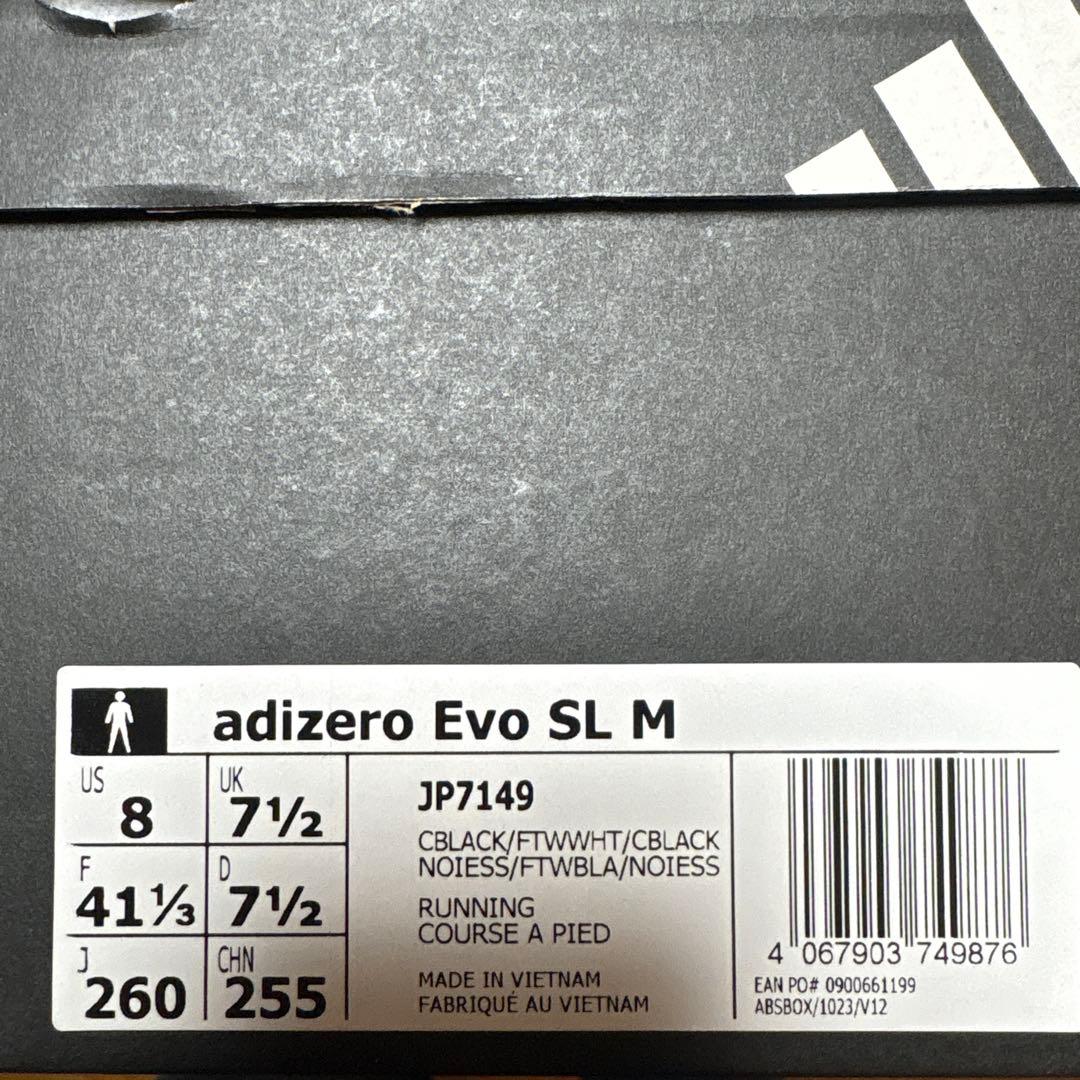 adizero Evo SL M
US 8
UK 7½
F 41⅓
D 7½
J 260
CHN 255
JP7149
CBLACK/FTWWHT/CBLACK
NOIESS/FTWBLA/NOIESS
RUNNING
COURSE A PIED
MADE IN VIETNAM
FABRIQUÉ AU VIETNAM
4 067903 749876
EAN PO# 0900661199
ABSBOX/1023/V12